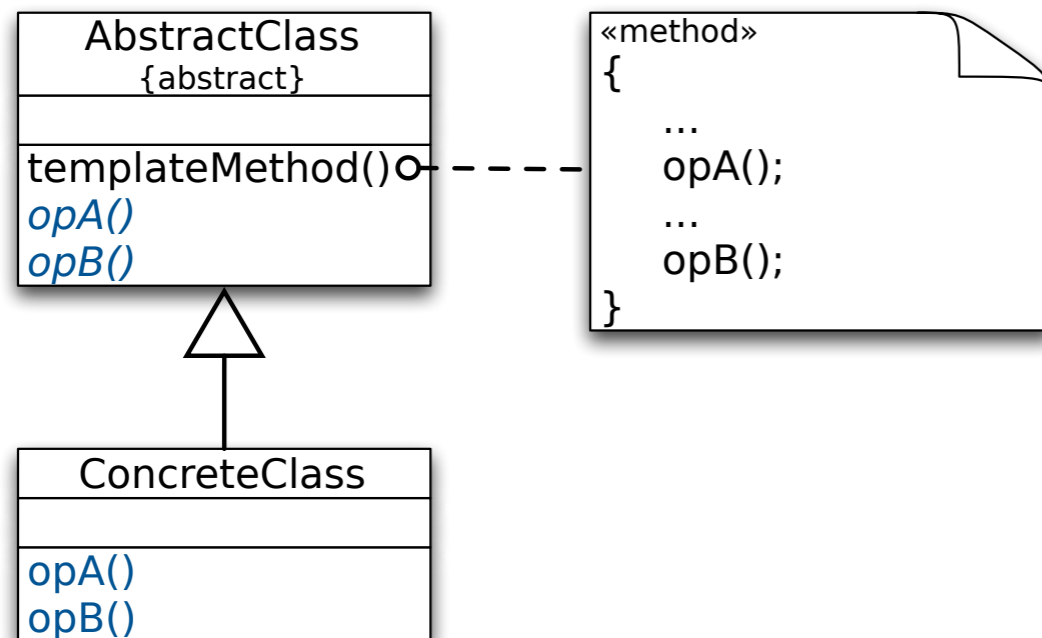 AbstractClass
{abstract}
templateMethod()
opA()
opB()
«method»
{
...
opA();
...
opB();
}
ConcreteClass
opA()
opB()